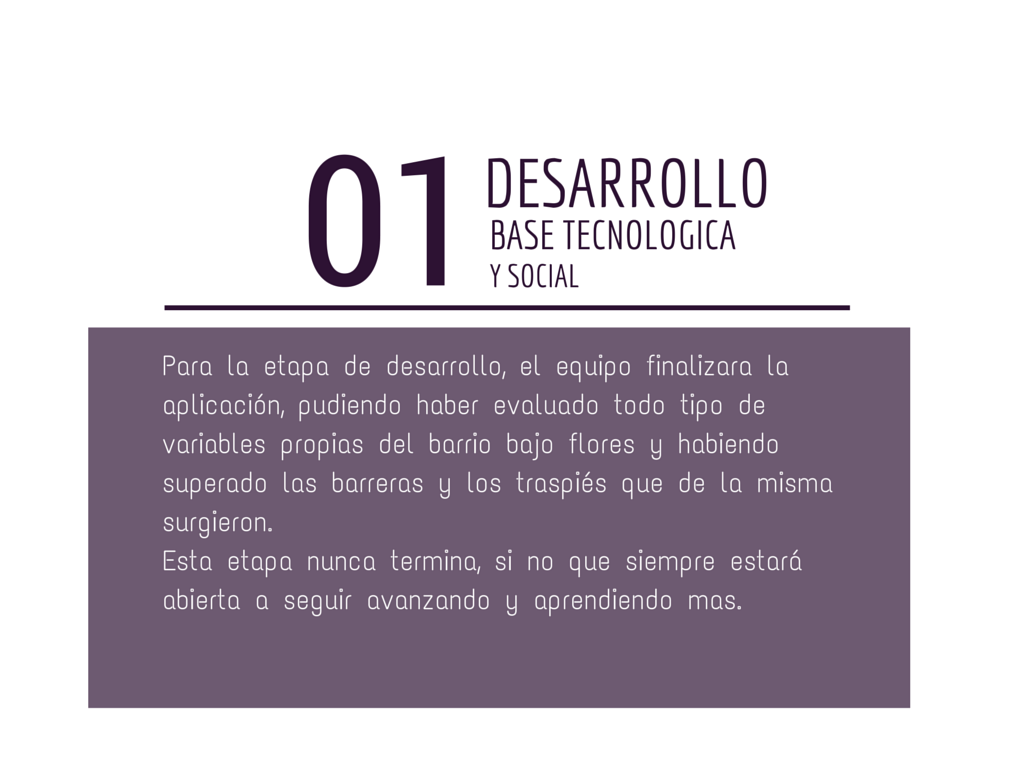 01
DESARROLLO
BASE TECNOLOGICA
Y SOCIAL
Para la etapa de desarrollo, el equipo finalizara la
aplicación, pudiendo haber evaluado todo tipo de
variables propias del barrio bajo flores y habiendo
superado las barreras y los traspiés que de la misma
surgieron.
Esta etapa nunca termina, si no que siempre estará
abierta a seguir avanzando y aprendiendo mas.